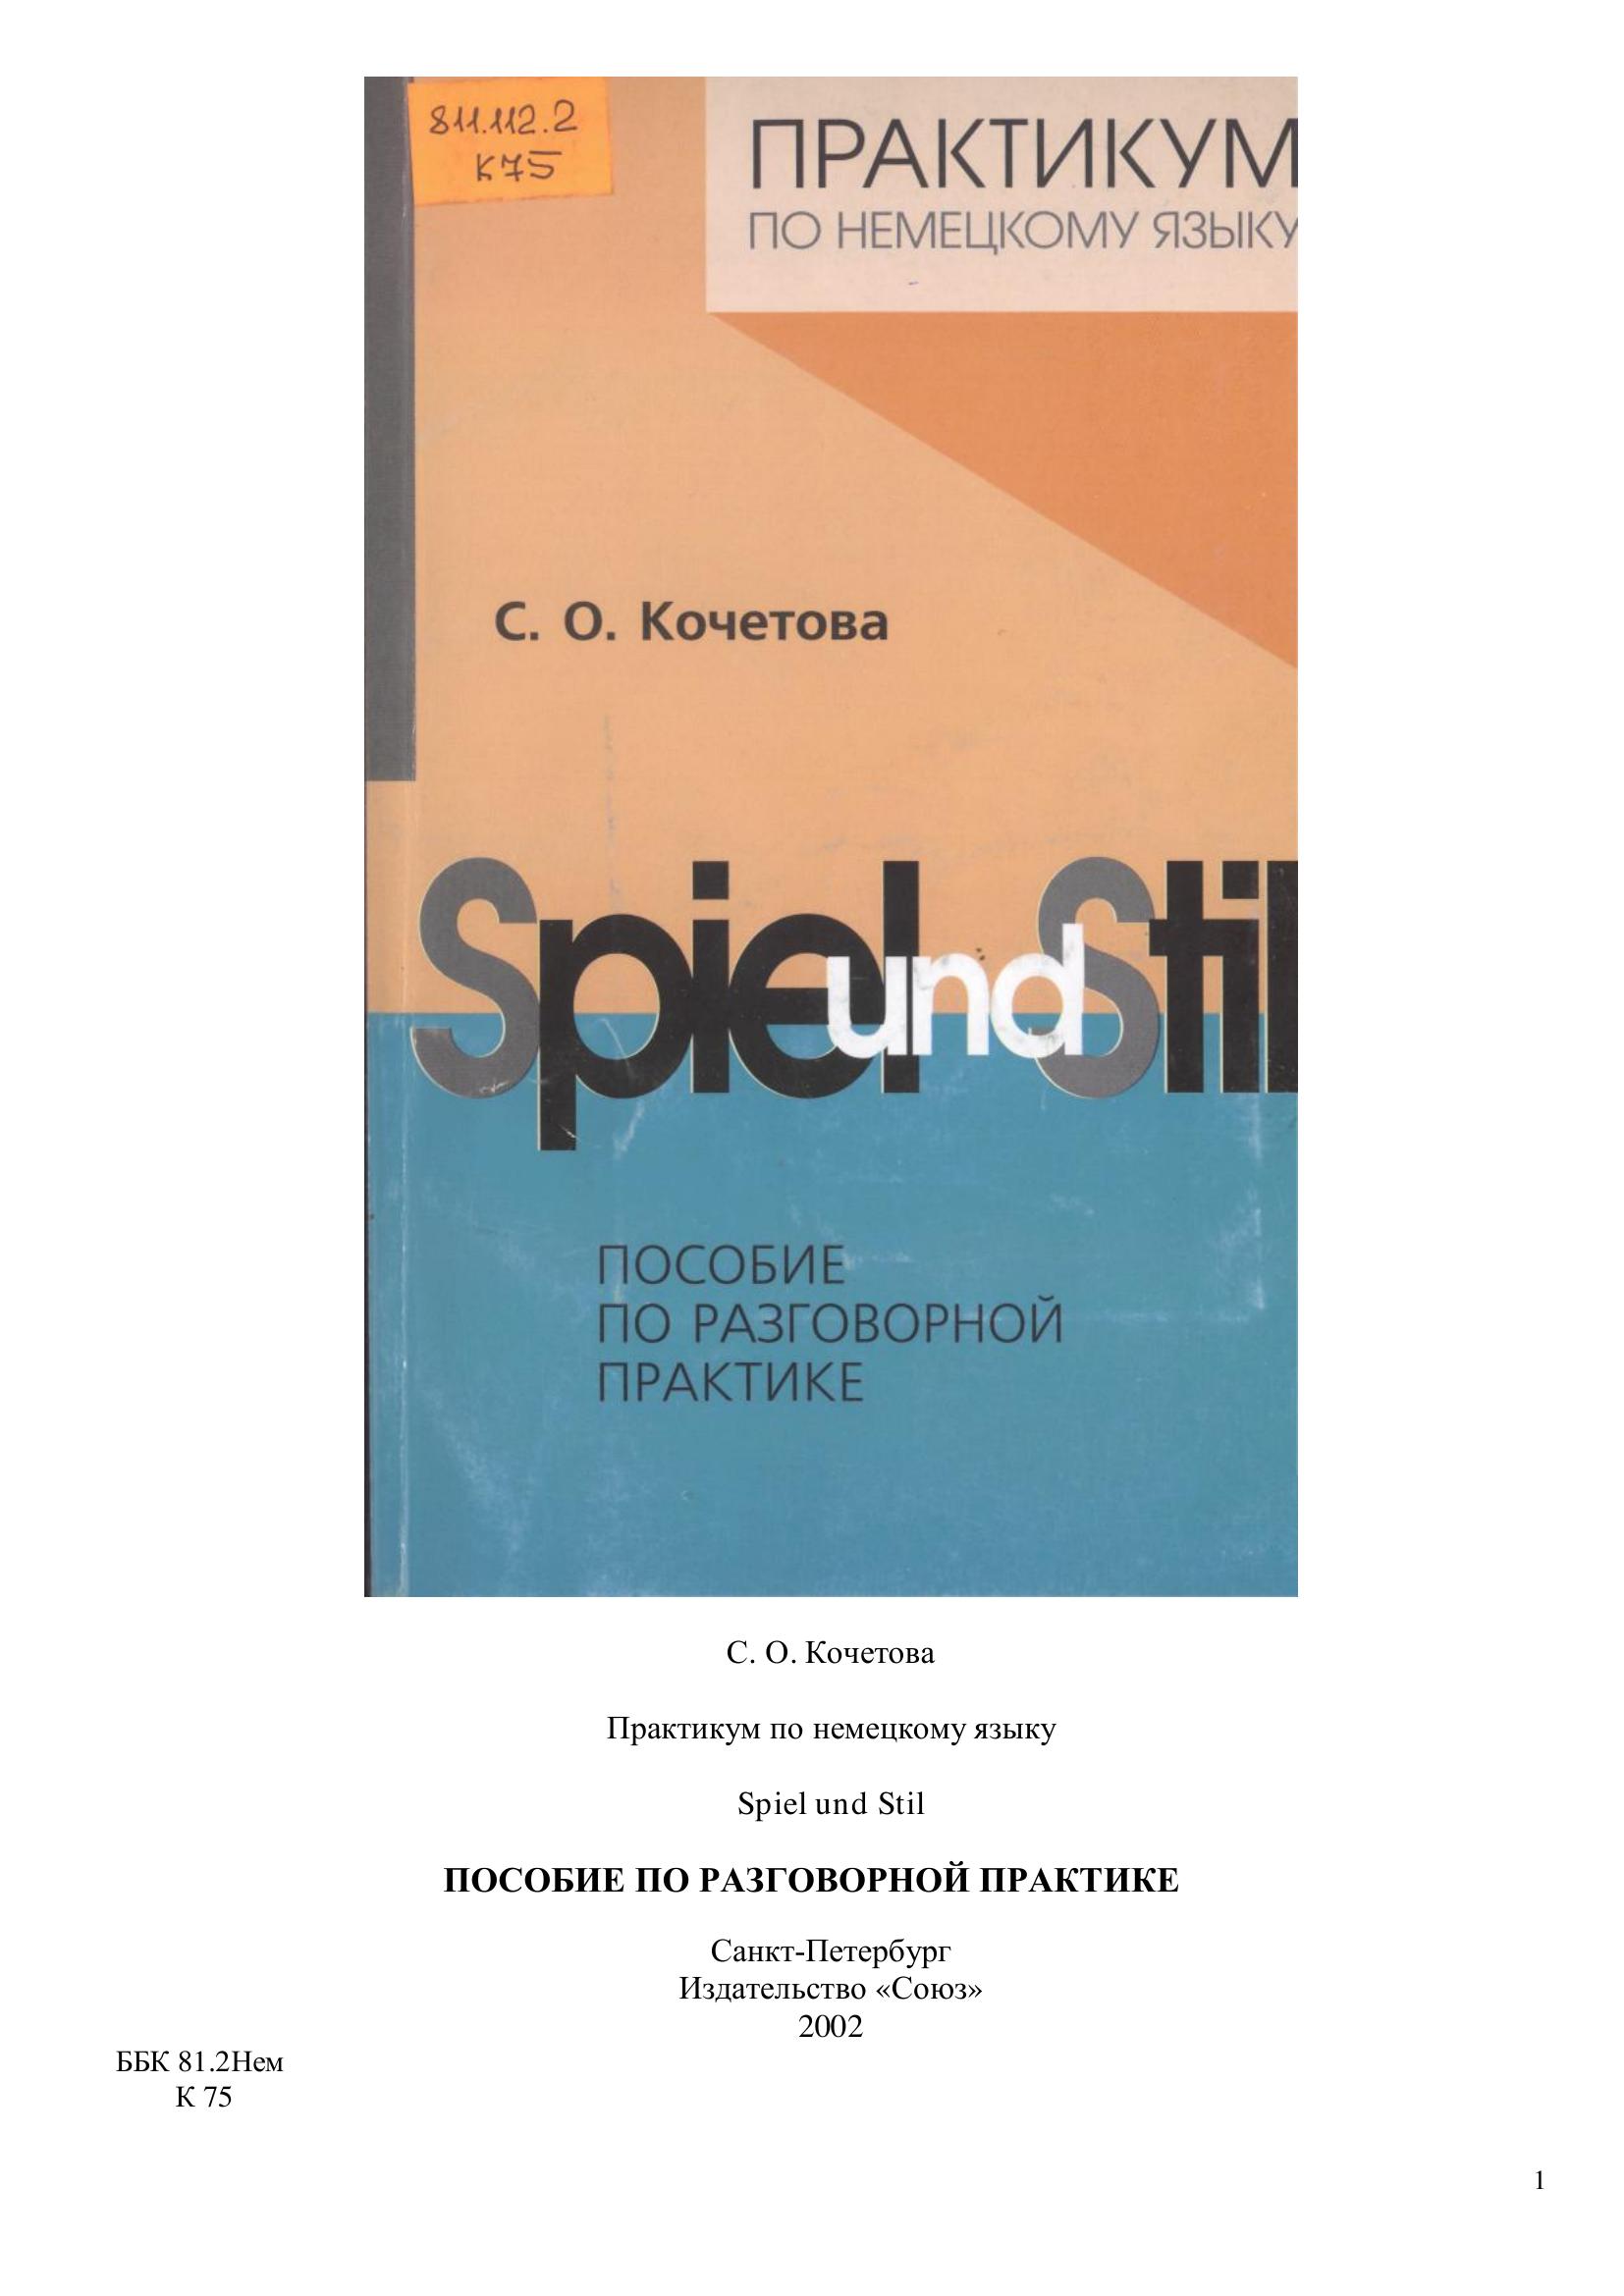 811.112.2
К75
ПРАКТИКУМ
ПО НЕМЕЦКОМУ ЯЗЫКУ
С. О. Кочетова
Spiel und Stil
ПОСОБИЕ
ПО РАЗГОВОРНОЙ
ПРАКТИКЕ
С. О. Кочетова
Практикум по немецкому языку
Spiel und Stil
ПОСОБИЕ ПО РАЗГОВОРНОЙ ПРАКТИКЕ
Санкт-Петербург
Издательство «Союз»
2002
ББК 81.2Нем
К 75
1